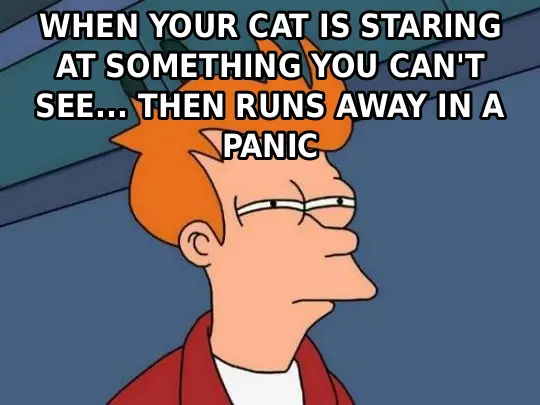 WHEN YOUR CAT IS STARING
AT SOMETHING YOU CAN'T
SEE... THEN RUNS AWAY IN A
PANIC